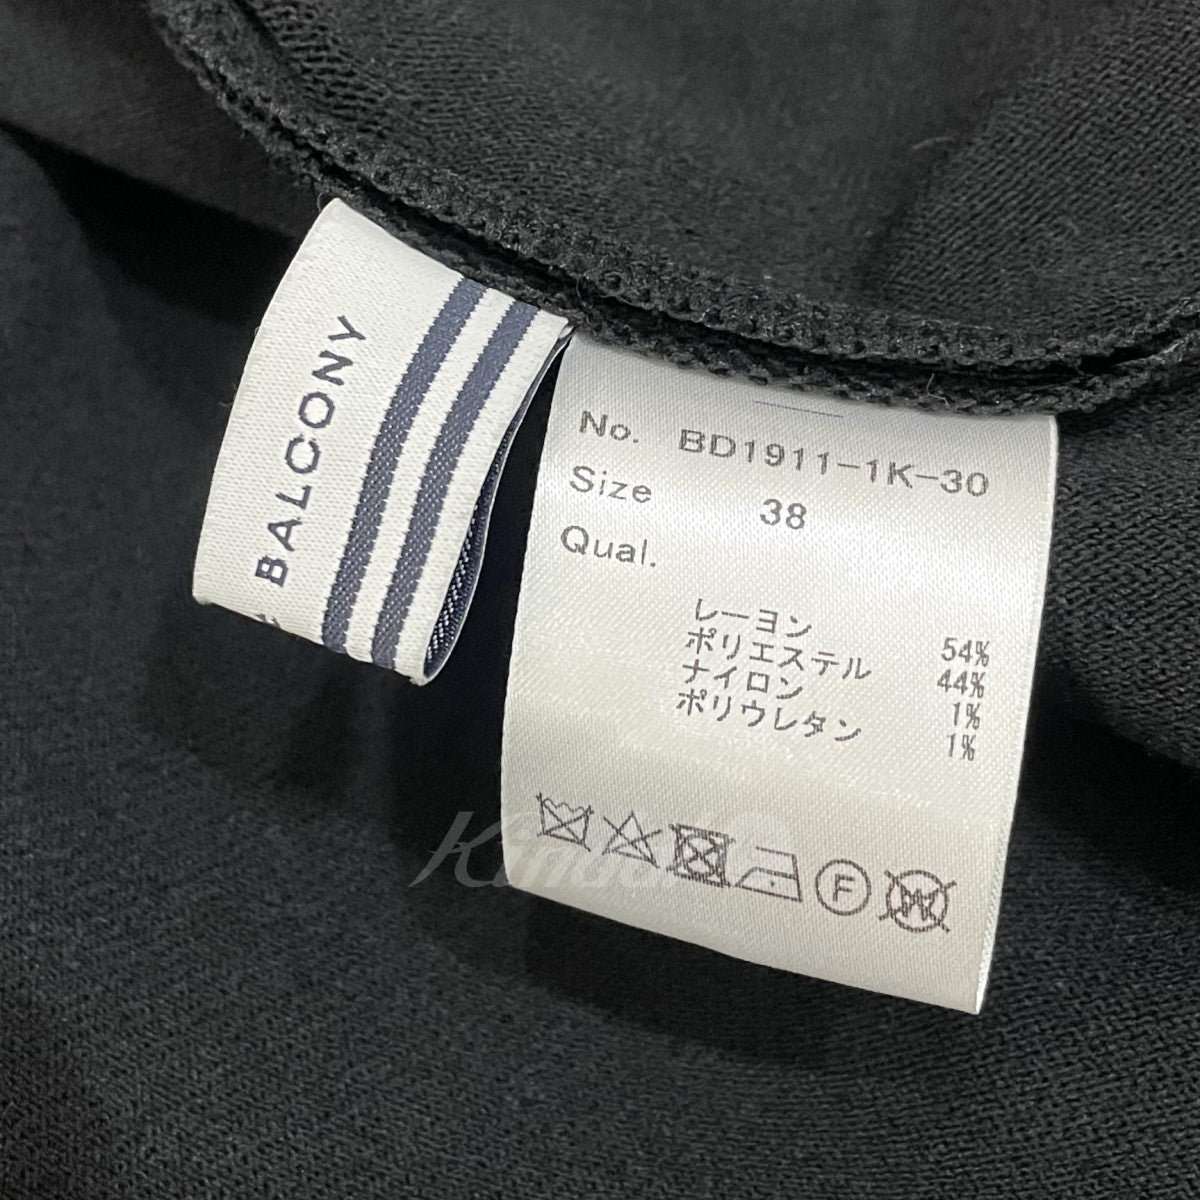 BALCONY
No. BD1911-1K-30
Size 38
Qual.
レーヨン 54%
ポリエステル 44%
ナイロン 1%
ポリウレタン 1%
F
W